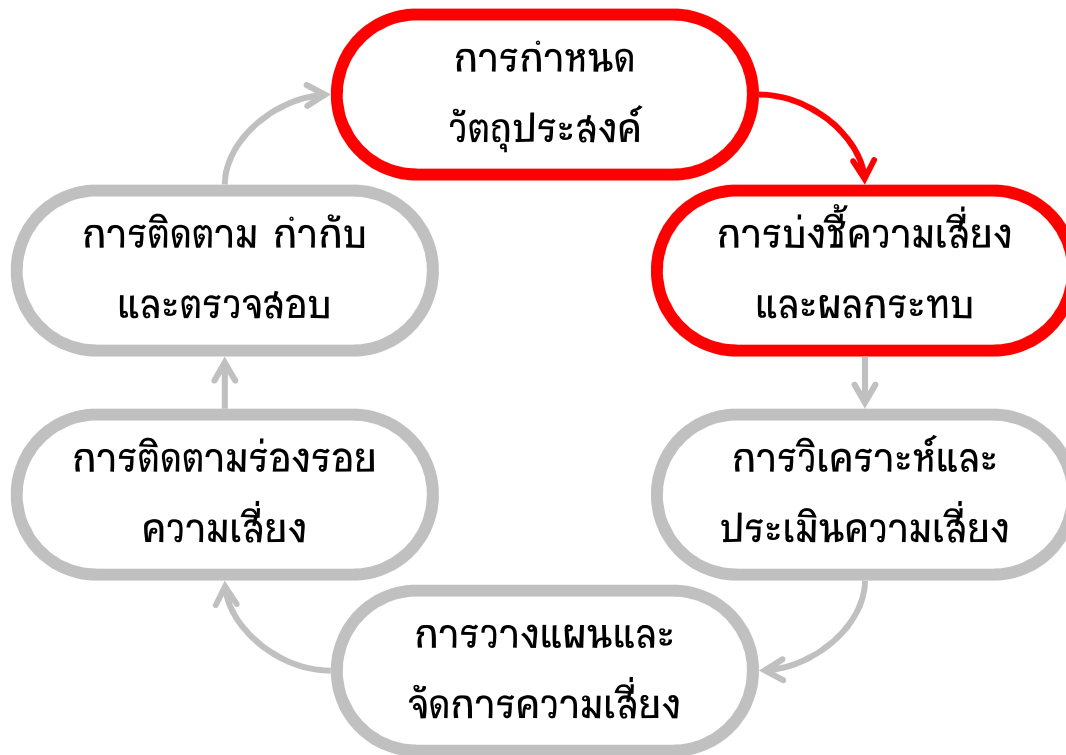 การกำหนด
วัตถุประสงค์
การบ่งชี้ความเสี่ยง
และผลกระทบ
การวิเคราะห์และ
ประเมินความเสี่ยง
การวางแผนและ
จัดการความเสี่ยง
การติดตามร่องรอย
ความเสี่ยง
การติดตาม กำกับ
และตรวจสอบ